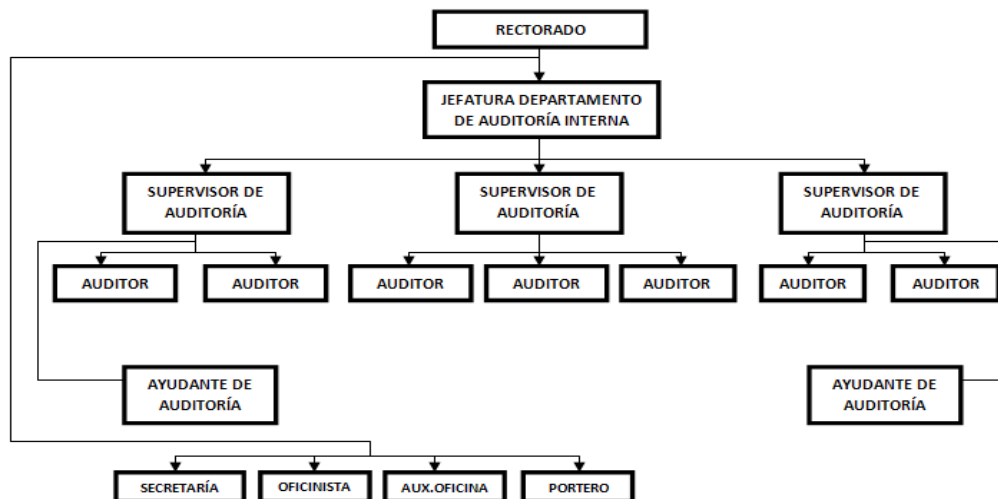 RECTORADO
JEFATURA DEPARTAMENTO
DE AUDITORÍA INTERNA
SUPERVISOR DE
AUDITORÍA
SUPERVISOR DE
AUDITORÍA
SUPERVISOR DE
AUDITORÍA
AUDITOR
AUDITOR
AUDITOR
AUDITOR
AUDITOR
AUDITOR
AUDITOR
AYUDANTE DE
AUDITORÍA
AYUDANTE DE
AUDITORÍA
SECRETARÍA
OFICINISTA
AUX.OFICINA
PORTERO